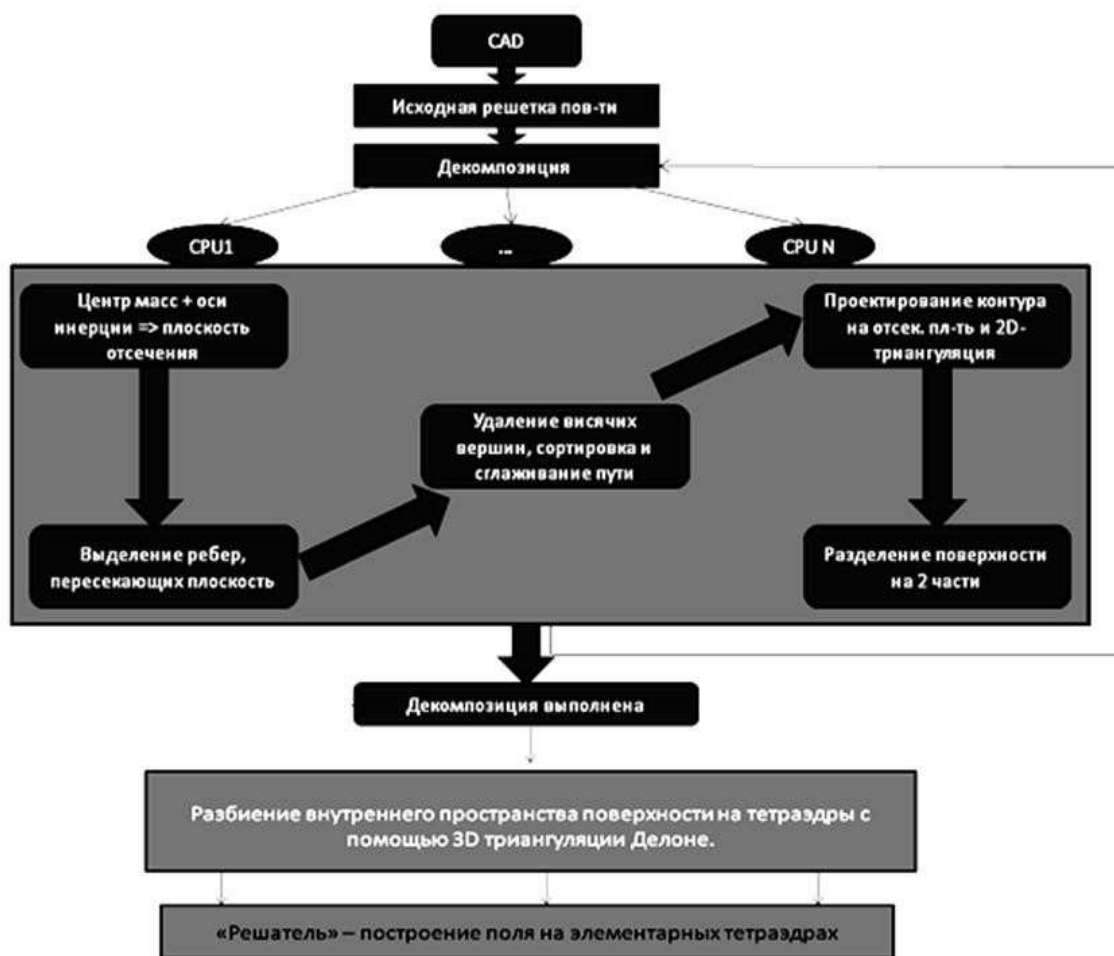 CAD
Исходная решетка пов-ти
Декомпозиция
CPU1
...
CPU N
Центр масс + оси
инерции => плоскость
отсечения
Проектирование контура
на отсек. пл-ть и 2D-
триангуляция
Удаление висячих
вершин, сортировка и
сглаживание пути
Выделение ребер,
пересекающих плоскость
Разделение поверхности
на 2 части
Декомпозиция выполнена
Разбиение внутреннего пространства поверхности на тетраэдры с
помощью 3D триангуляции Делоне.
«Решатель» – построение поля на элементарных тетраэдрах